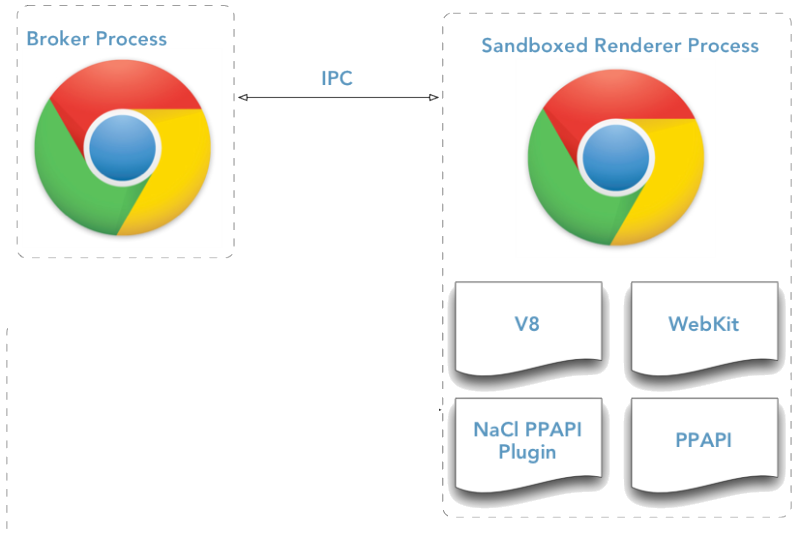 Broker Process
IPC
Sandboxed Renderer Process
V8
WebKit
NaCl PPAPI
Plugin
PPAPI